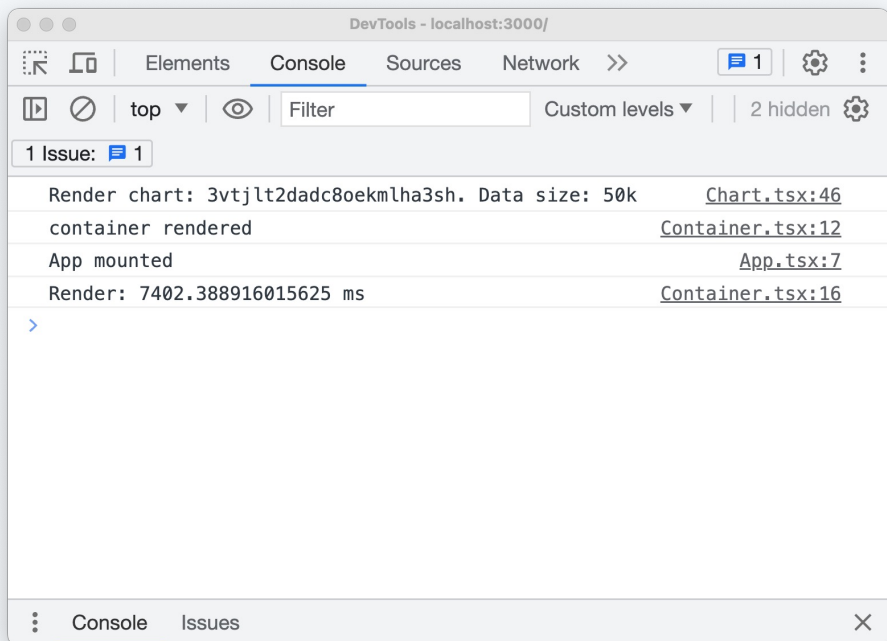 DevTools - localhost:3000/
Elements Console Sources Network 1
top Filter Custom levels 2 hidden
1 Issue: 1
Render chart: 3vtjlt2dadc8oekmlha3sh. Data size: 50k Chart.tsx:46
container rendered Container.tsx:12
App mounted App.tsx:7
Render: 7402.388916015625 ms Container.tsx:16
Console Issues